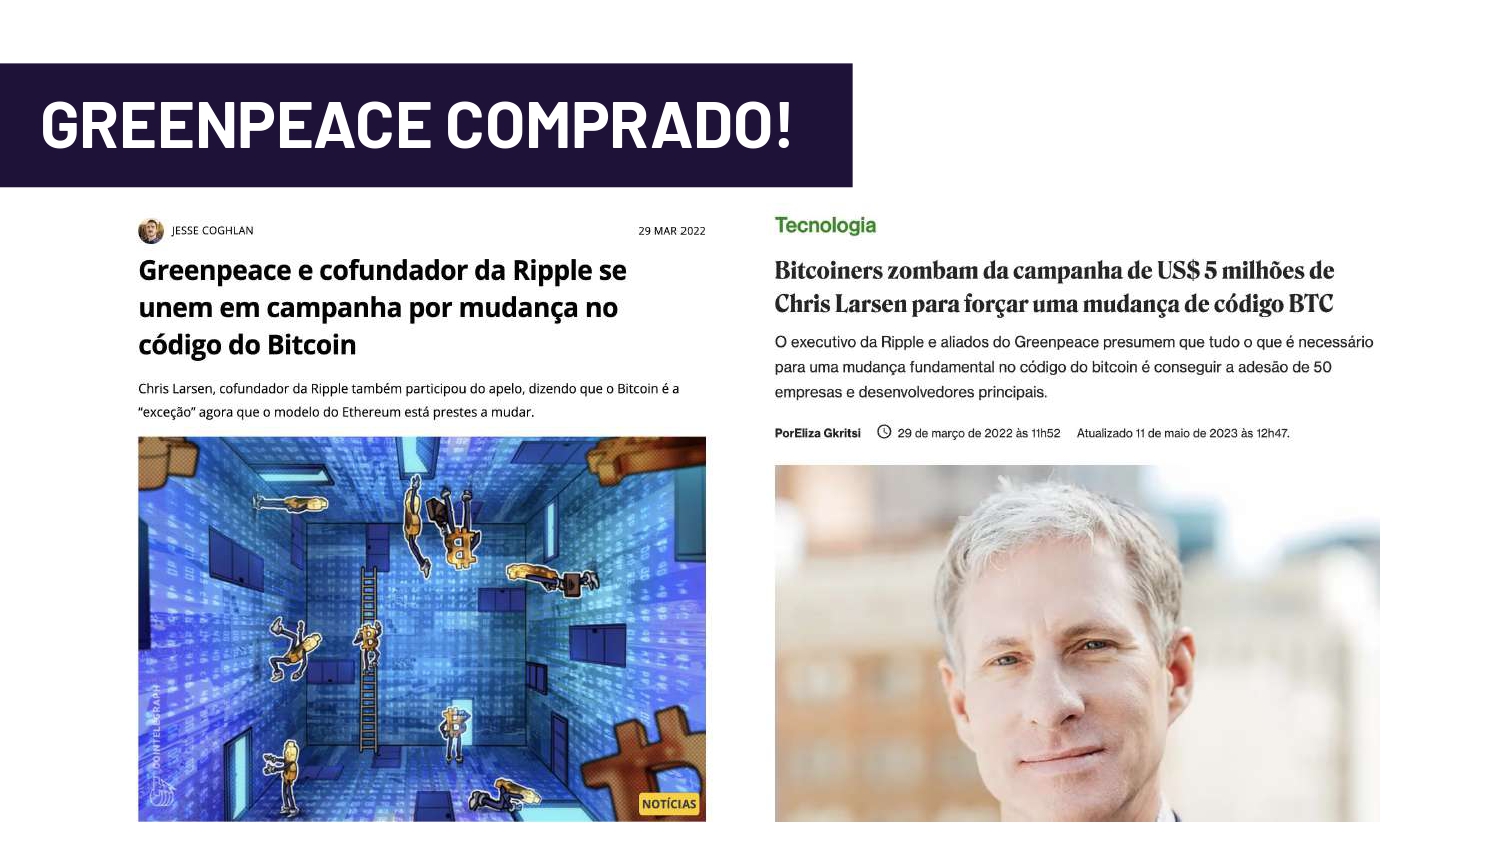 GREENPEACE COMPRADO!
JESSE COGHLAN
29 MAR 2022
Greenpeace e cofundador da Ripple se
unem em campanha por mudança no
código do Bitcoin
Chris Larsen, cofundador da Ripple também participou do apelo, dizendo que o Bitcoin é a
“exceção” agora que o modelo do Ethereum está prestes a mudar.
COINTELEGRAPH
NOTÍCIAS
Tecnologia
Bitcoiners zombam da campanha de US$ 5 milhões de
Chris Larsen para forçar uma mudança de código BTC
O executivo da Ripple e aliados do Greenpeace presumem que tudo o que é necessário
para uma mudança fundamental no código do bitcoin é conseguir a adesão de 50
empresas e desenvolvedores principais.
PorEliza Gkritsi 29 de março de 2022 às 11h52 Atualizado 11 de maio de 2023 às 12h47.